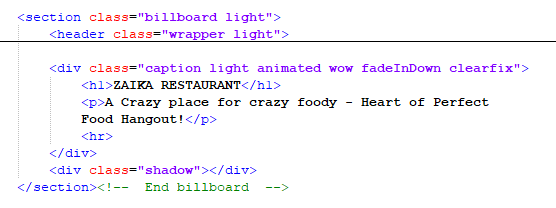 <section class="billboard light">
<header class="wrapper light">
<div class="caption light animated wow fadeInDown clearfix">
<h1>ZAIKA RESTAURANT</h1>
<p>A Crazy place for crazy foody - Heart of Perfect
Food Hangout!</p>
<hr>
</div>
<div class="shadow"></div>
</section><!--  End billboard  -->